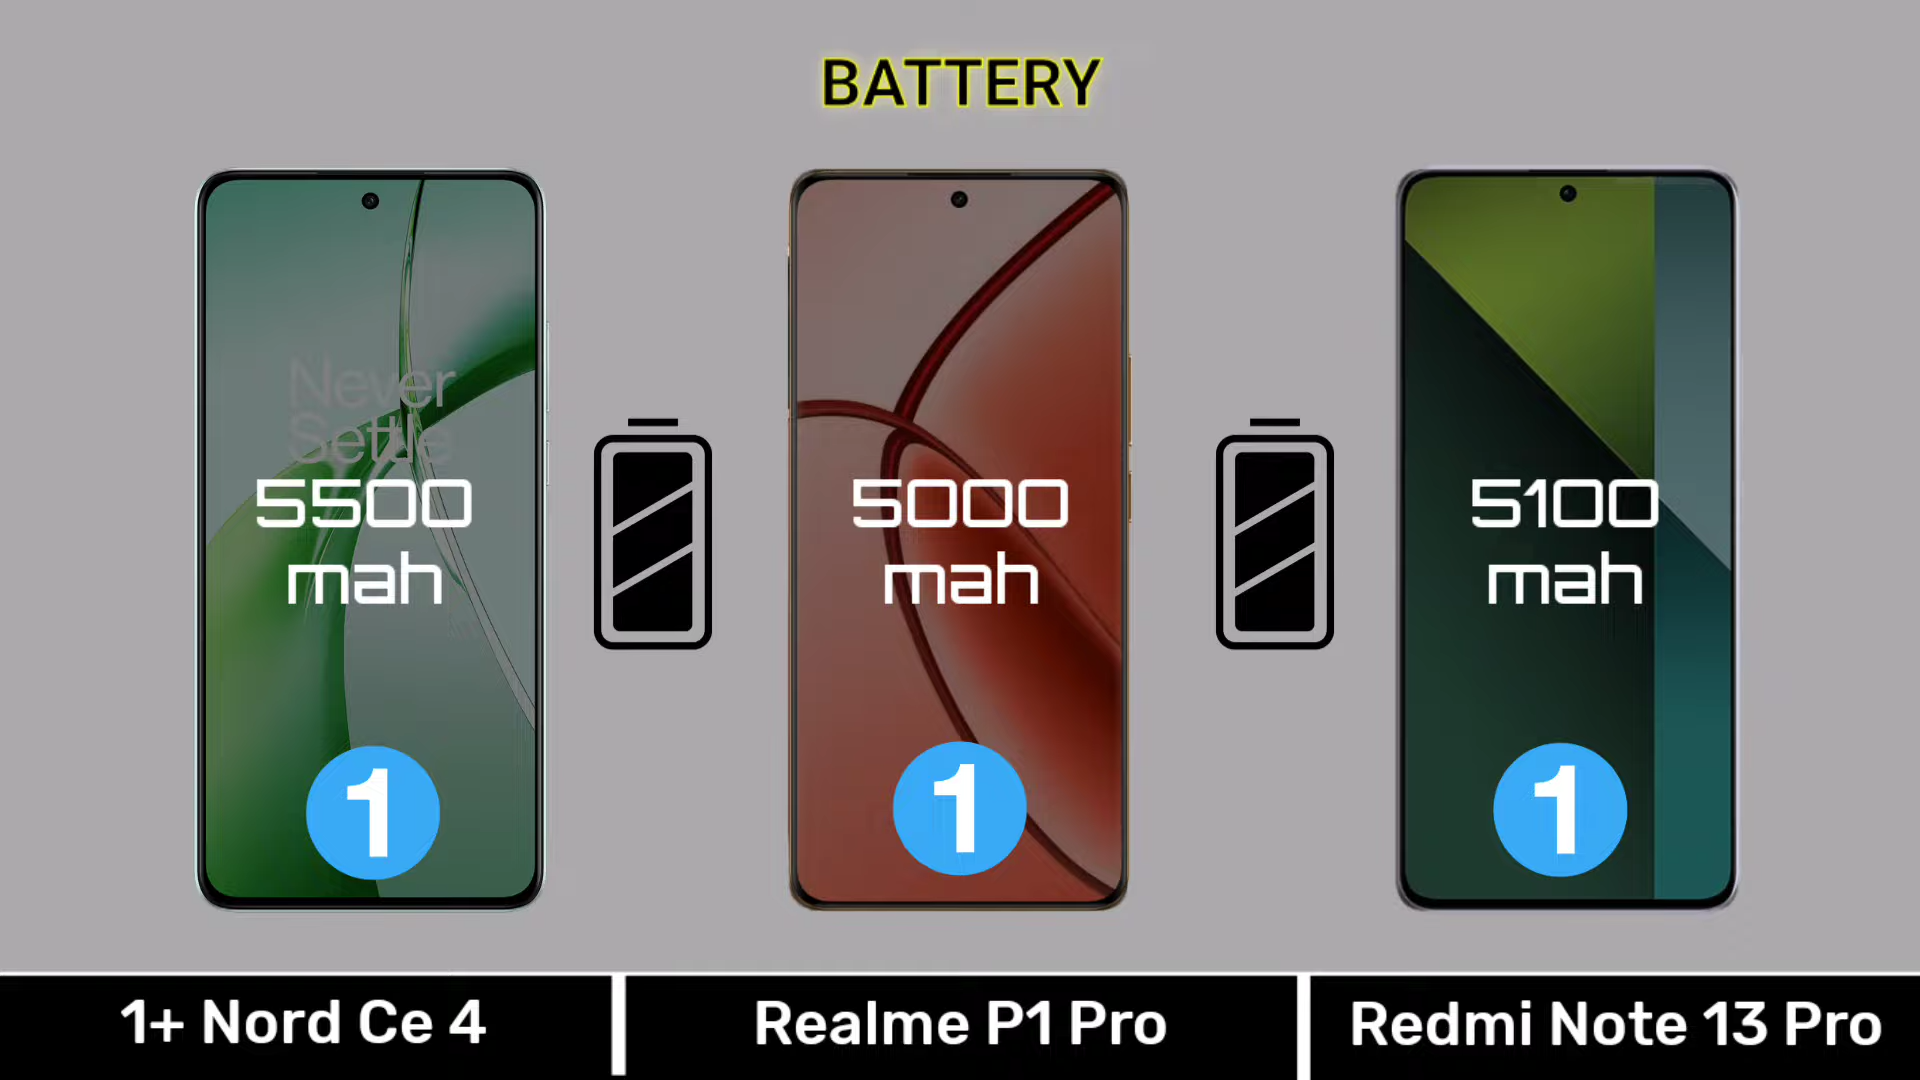 BATTERY
Never
Settle
5500
mah
5000
mah
5100
mah
1
1
1
1+ Nord Ce 4
Realme P1 Pro
Redmi Note 13 Pro